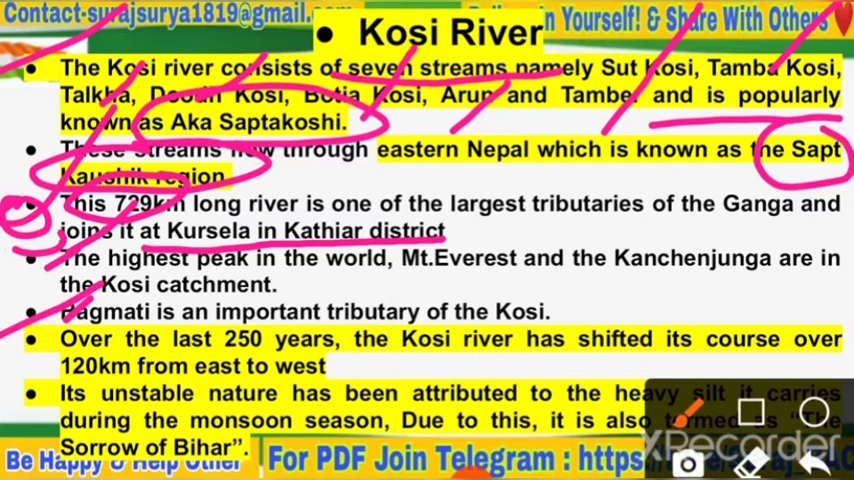 Contact-surajsurya1819@gmail.com
in Yourself! & Share With Others
● Kosi River
● The Kosi river consists of seven streams namely Sut Kosi, Tamba Kosi,
Talkha, Doodh Kosi, Botia Kosi, Arun and Tamber and is popularly
known as Aka Saptakoshi.
● These streams flow through eastern Nepal which is known as the Sapt
Kaushik region.
● This 729km long river is one of the largest tributaries of the Ganga and
joins it at Kursela in Kathiar district
● The highest peak in the world, Mt.Everest and the Kanchenjunga are in
the Kosi catchment.
● Bagmati is an important tributary of the Kosi.
● Over the last 250 years, the Kosi river has shifted its course over
120km from east to west
● Its unstable nature has been attributed to the heavy silt it carries
during the monsoon season, Due to this, it is also termed as "The
Sorrow of Bihar".
Be Happy & Help Other
For PDF Join Telegram : https
XRecorder